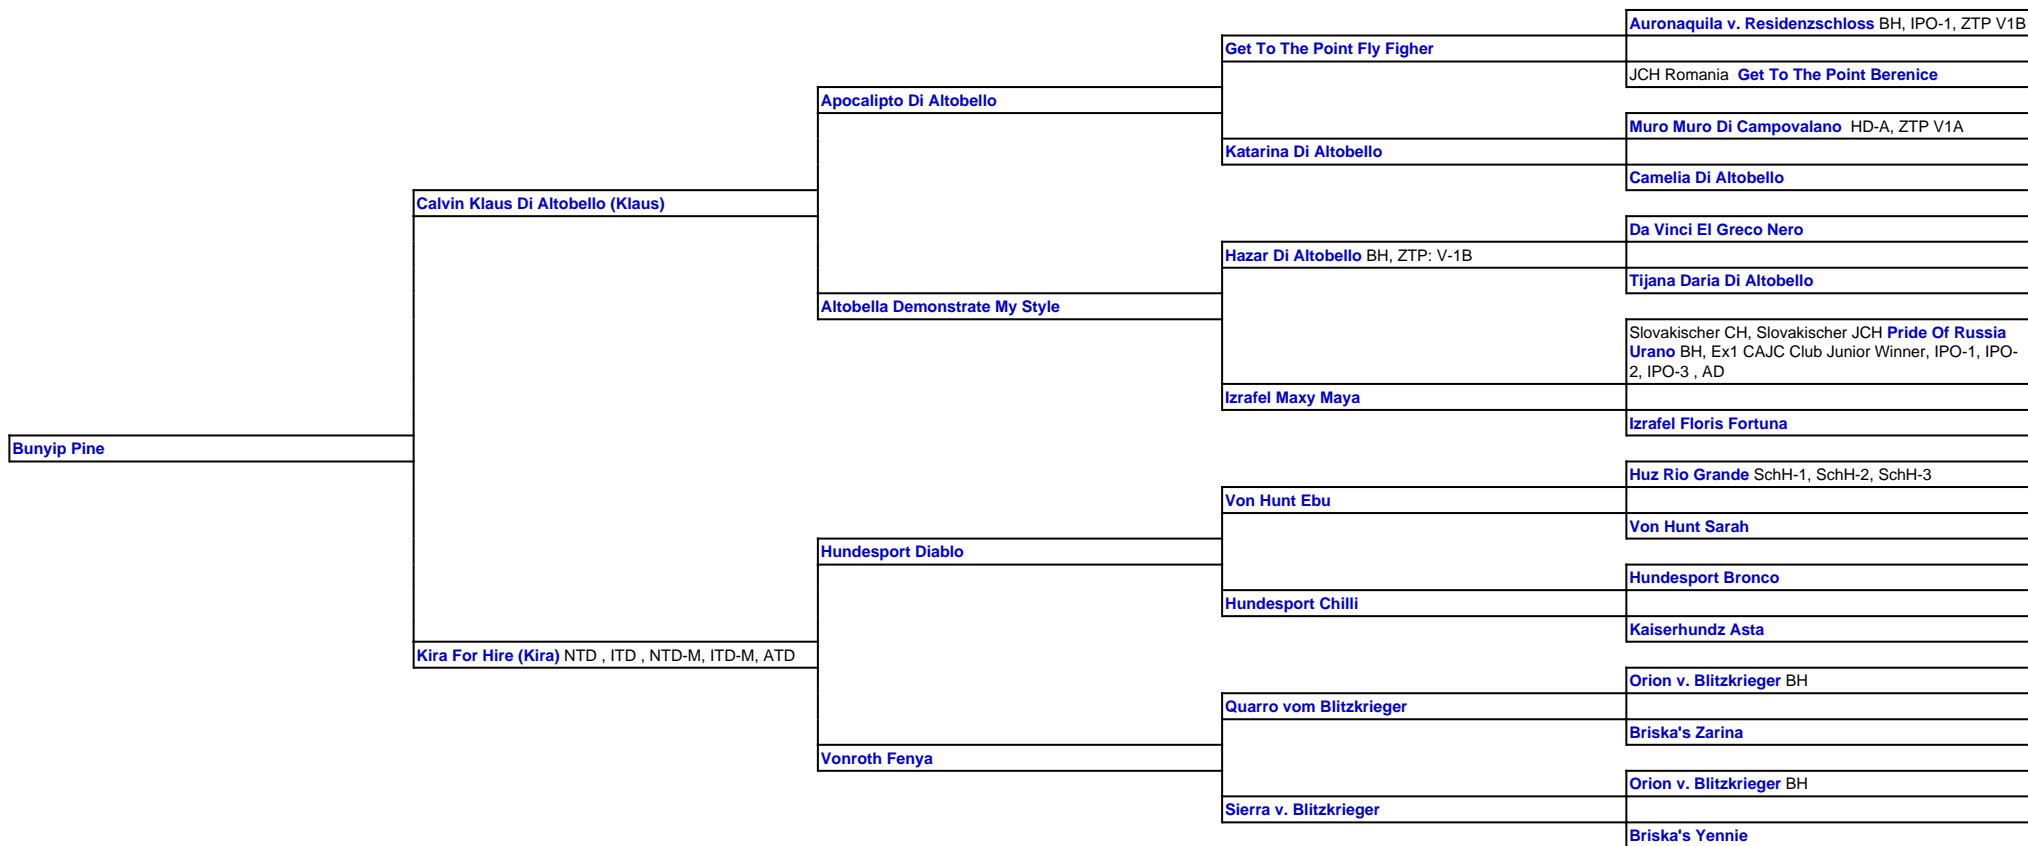 Auronaquila v. Residenzschloss BH, IPO-1, ZTP V1B
Get To The Point Fly Figher
JCH Romania  Get To The Point Berenice
Apocalipto Di Altobello
Muro Muro Di Campovalano  HD-A, ZTP V1A
Katarina Di Altobello
Camelia Di Altobello
Calvin Klaus Di Altobello (Klaus)
Da Vinci El Greco Nero
Hazar Di Altobello BH, ZTP: V-1B
Tijana Daria Di Altobello
Altobella Demonstrate My Style
Slovakischer CH, Slovakischer JCH Pride Of Russia
Urano BH, Ex1 CAJC Club Junior Winner, IPO-1, IPO-
2, IPO-3 , AD
Izrafel Maxy Maya
Izrafel Floris Fortuna
Bunyip Pine
Huz Rio Grande SchH-1, SchH-2, SchH-3
Von Hunt Ebu
Von Hunt Sarah
Hundesport Diablo
Hundesport Bronco
Hundesport Chilli
Kaiserhundz Asta
Kira For Hire (Kira) NTD , ITD , NTD-M, ITD-M, ATD
Orion v. Blitzkrieger BH
Quarro vom Blitzkrieger
Briska's Zarina
Vonroth Fenya
Orion v. Blitzkrieger BH
Sierra v. Blitzkrieger
Briska's Yennie